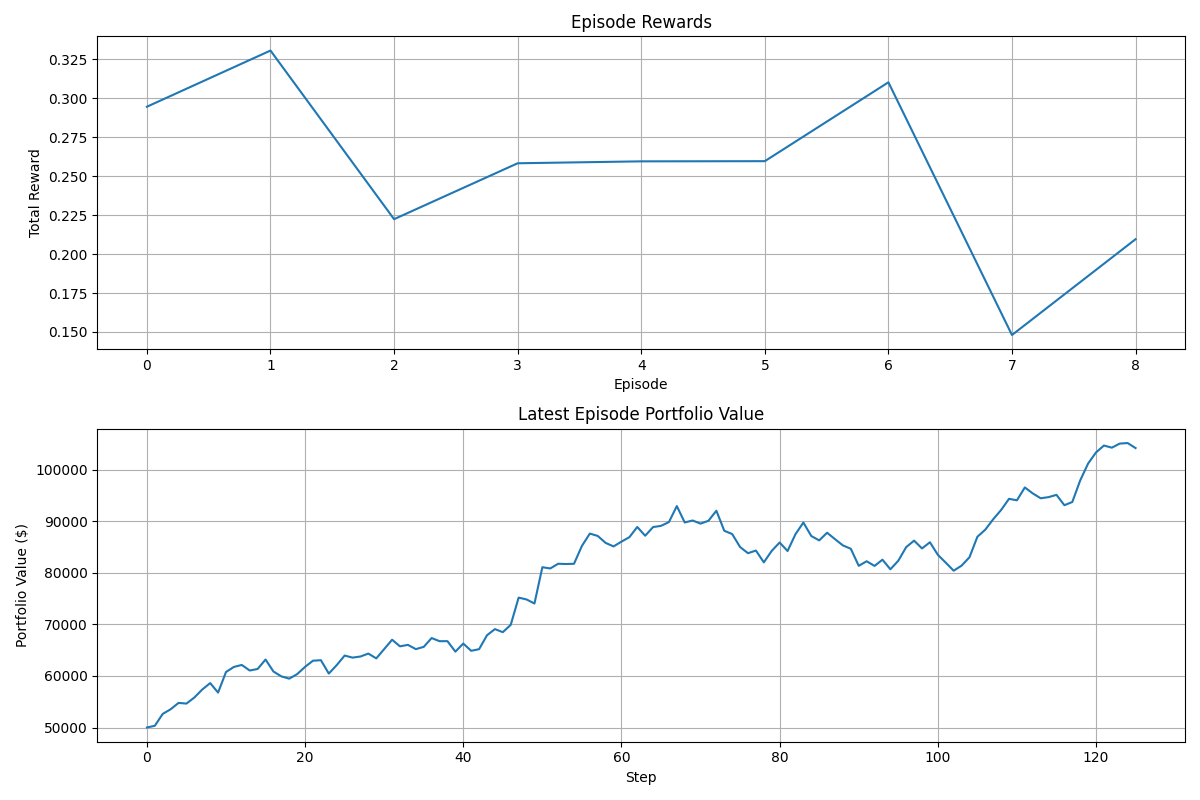 Episode Rewards
Total Reward
0.325
0.300
0.275
0.250
0.225
0.200
0.175
0.150
0 1 2 3 4 5 6 7 8
Episode
Latest Episode Portfolio Value
Portfolio Value ($)
100000
90000
80000
70000
60000
50000
0 20 40 60 80 100 120
Step